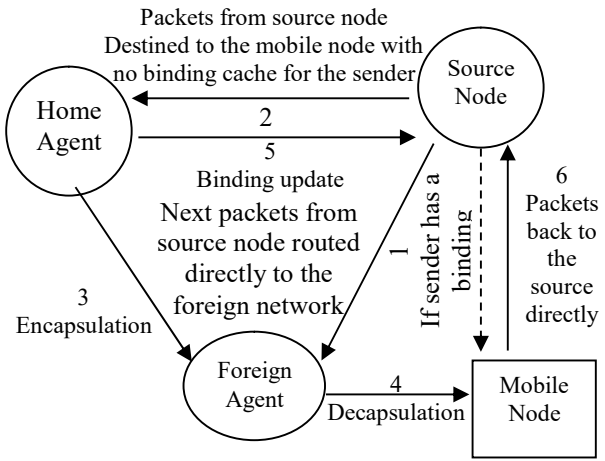 Packets from source node
Destined to the mobile node with
no binding cache for the sender
Source
Node
Home
Agent
2
5
Binding update
Next packets from
source node routed
directly to the
foreign network
1
If sender has a
binding
6
Packets
back to
the
source
directly
3
Encapsulation
Foreign
Agent
4
Decapsulation
Mobile
Node